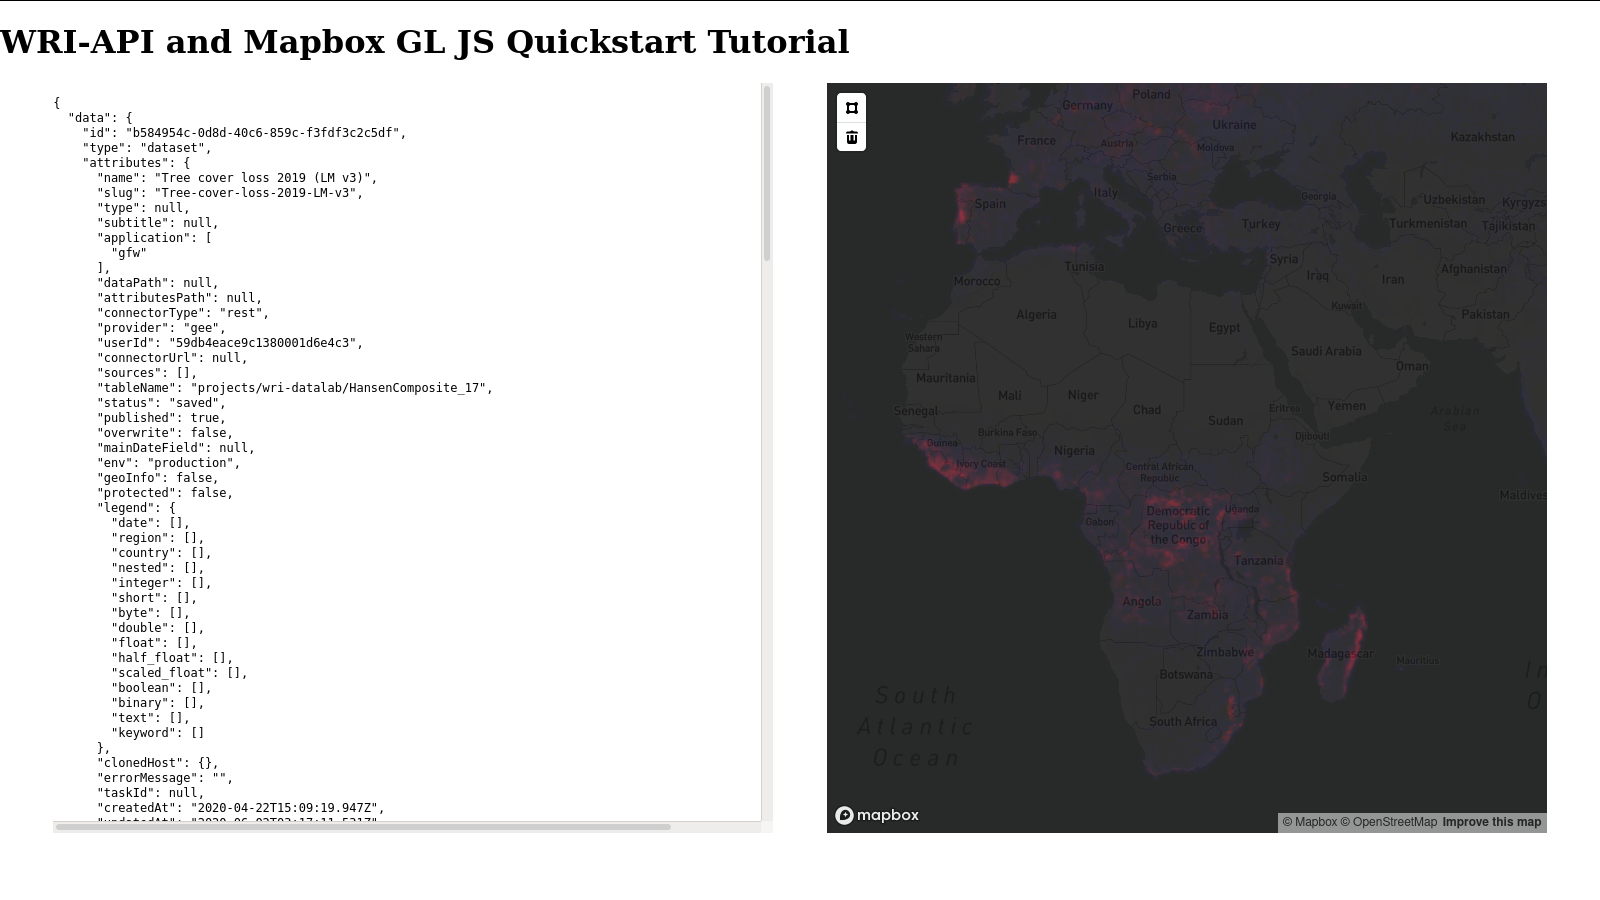 WRI-API and Mapbox GL JS Quickstart Tutorial
{
"data": {
"id": "b584954c-0d8d-40c6-859c-f3fdf3c2c5df",
"type": "dataset",
"attributes": {
"name": "Tree cover loss 2019 (LM v3)",
"slug": "Tree-cover-loss-2019-LM-v3",
"type": null,
"subtitle": null,
"application": [
"gfw"
],
"dataPath": null,
"attributesPath": null,
"connectorType": "rest",
"provider": "gee",
"userId": "59db4eace9c1380001d6e4c3",
"connectorUrl": null,
"sources": [],
"tableName": "projects/wri-datalab/HansenComposite_17",
"status": "saved",
"published": true,
"overwrite": false,
"mainDateField": null,
"env": "production",
"geoInfo": false,
"protected": false,
"legend": {
"date": [],
"region": [],
"country": [],
"nested": [],
"integer": [],
"short": [],
"byte": [],
"double": [],
"float": [],
"half_float": [],
"scaled_float": [],
"boolean": [],
"binary": [],
"text": [],
"keyword": []
},
"clonedHost": {},
"errorMessage": "",
"taskId": null,
"createdAt": "2020-04-22T15:09:19.947Z",
Poland
Germany
Ukraine
Kazakhstan
France
Austria
Moldova
Serbia
Italy
Georgia
Uzbekistan
Kyrgyzs
Spain
Greece
Turkey
Turkmenistan
Tajikistan
Syria
Tunisia
Afghanistan
Iraq
Iran
Morocco
Kuwait
Algeria
Libya
Egypt
Pakistan
Western
Sahara
Saudi Arabia
Oman
Mauritania
Mali
Niger
Chad
Sudan
Eritrea
Yemen
Arabian
Sea
Senegal
Burkina Faso
Djibouti
Guinea
Nigeria
Ivory Coast
Central African
Republic
Somalia
Maldives
Democratic
Republic of
the Congo
Uganda
Gabon
Tanzania
Angola
Zambia
Zimbabwe
Madagascar
Mauritius
Botswana
South Africa
South
Atlantic
Ocean
In
O
mapbox
© Mapbox © OpenStreetMap Improve this map